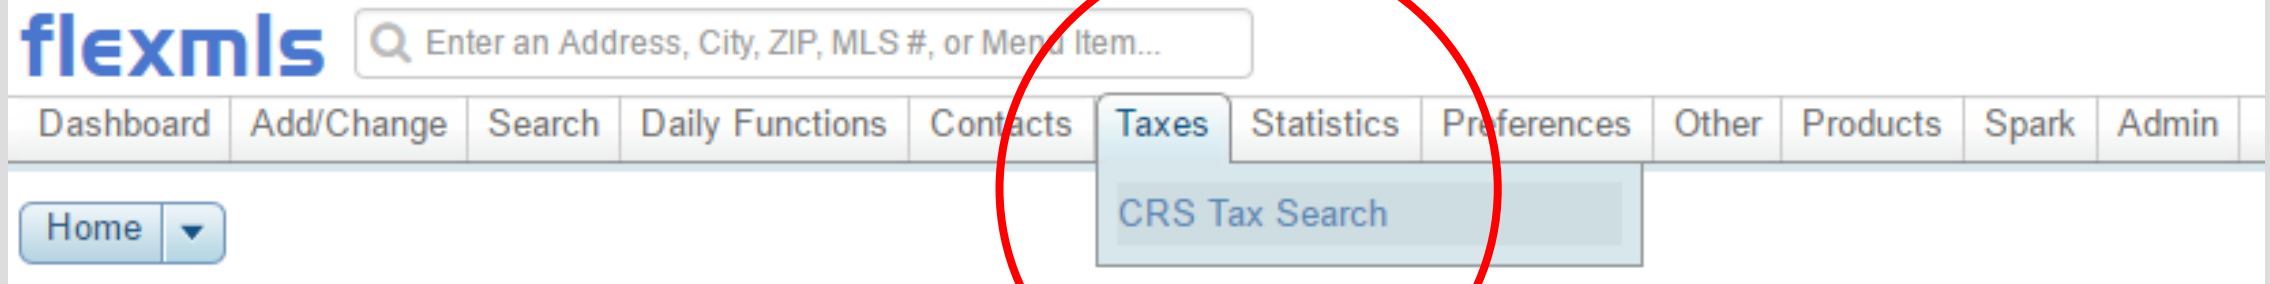 flexmls Enter an Address, City, ZIP, MLS #, or Menu Item...
Dashboard Add/Change Search Daily Functions Contacts Taxes Statistics Preferences Other Products Spark Admin
CRS Tax Search
Home